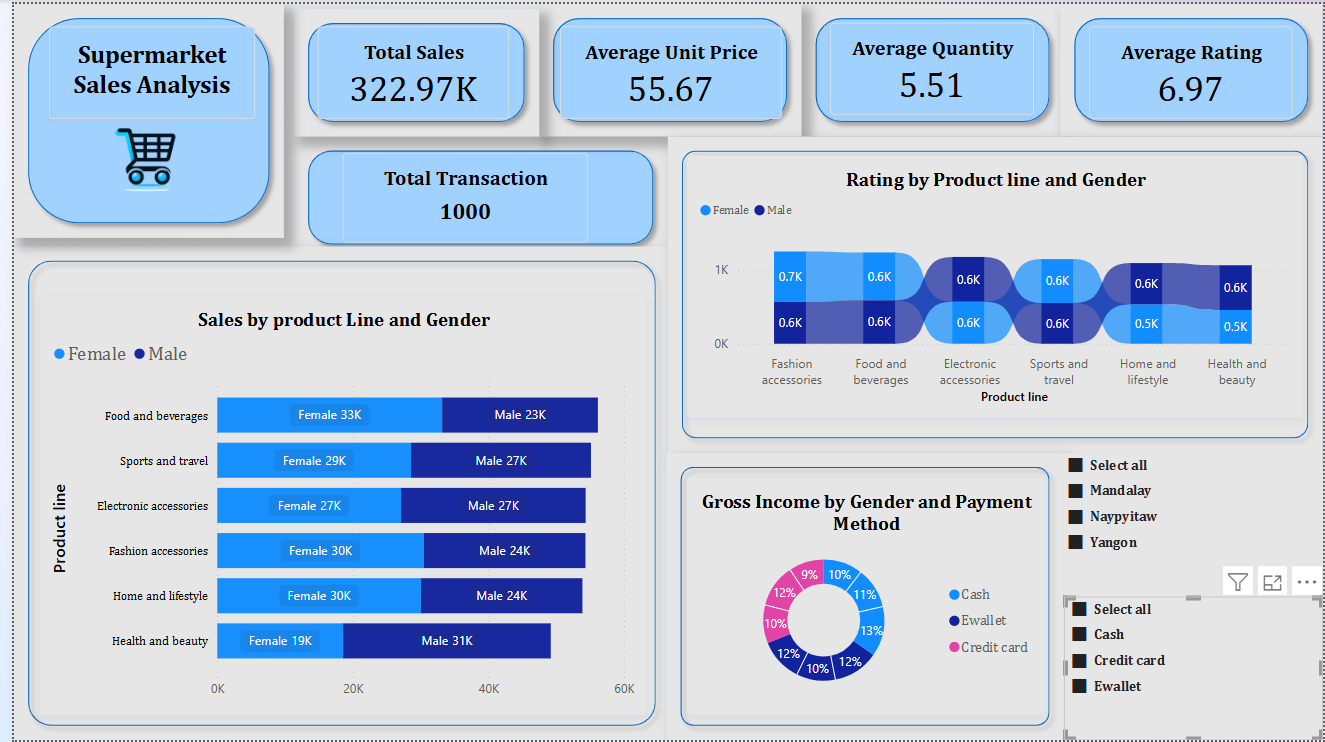 Supermarket
Sales Analysis
Total Sales
322.97K
Average Unit Price
55.67
Average Quantity
5.51
Average Rating
6.97
Total Transaction
1000
Rating by Product line and Gender
Female Male
1K
0K
0.7K 0.6K 0.6K 0.6K 0.6K 0.6K
0.6K 0.6K 0.6K 0.6K 0.5K 0.5K
Fashion accessories
Food and beverages
Electronic accessories
Sports and travel
Home and lifestyle
Health and beauty
Product line
Sales by product Line and Gender
Female Male
Product line
Food and beverages Female 33K Male 23K
Sports and travel Female 29K Male 27K
Electronic accessories Female 27K Male 27K
Fashion accessories Female 30K Male 24K
Home and lifestyle Female 30K Male 24K
Health and beauty Female 19K Male 31K
0K 20K 40K 60K
Gross Income by Gender and Payment
Method
10%
11%
13%
12%
10%
12%
10%
12%
9%
Cash
Ewallet
Credit card
Select all
Mandalay
Naypyitaw
Yangon
Select all
Cash
Credit card
Ewallet